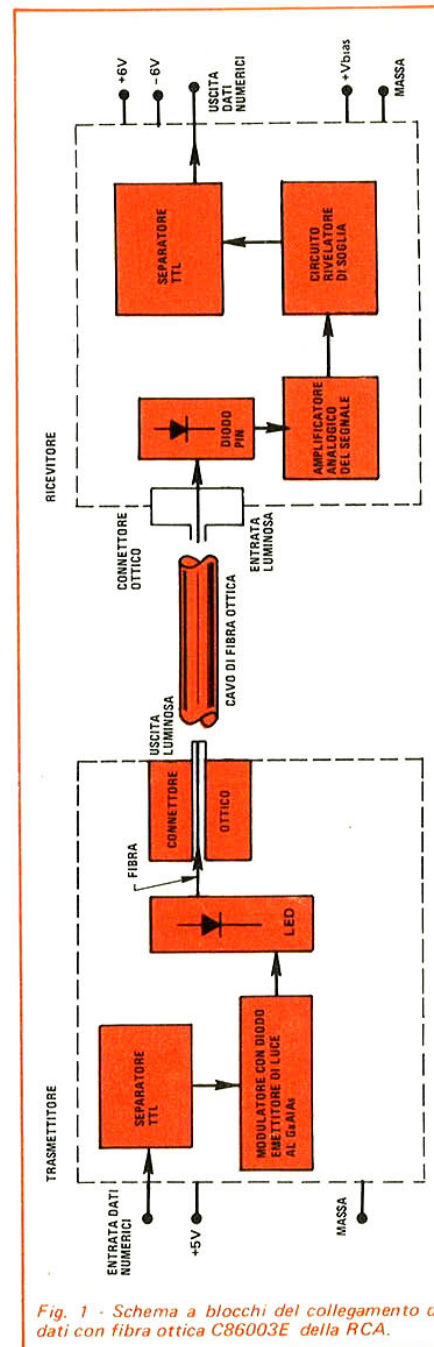 TRASMETTITORE
ENTRATA DATI
NUMERICI
+5V
MASSA
SEPARATORE
TTL
MODULATORE CON DIODO
EMETTITORE DI LUCE
AL GaAlAs
LED
FIBRA
CONNETTORE
OTTICO
USCITA
LUMINOSA
CAVO DI FIBRA OTTICA
RICEVITORE
CONNETTORE
OTTICO
ENTRATA
LUMINOSA
DIODO
PIN
AMPLIFICATORE
ANALOGICO
DEL SEGNALE
CIRCUITO
RIVELATORE
DI SOGLIA
SEPARATORE
TTL
+6V
-6V
USCITA
DATI
NUMERICI
+Vbias
MASSA
Fig. 1 - Schema a blocchi del collegamento d
dati con fibra ottica C86003E della RCA.